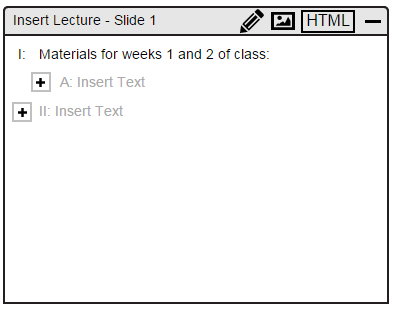 Insert Lecture - Slide 1 HTML
I: Materials for weeks 1 and 2 of class:
A: Insert Text
II: Insert Text